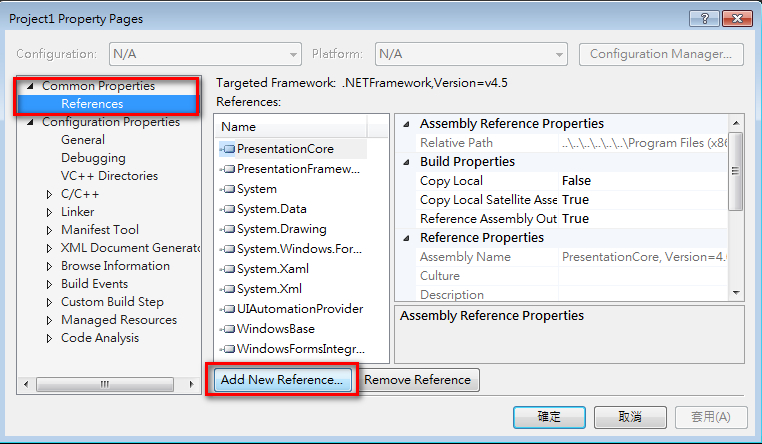 Project1 Property Pages
Configuration: N/A Platform: N/A Configuration Manager...
Common Properties
References
Configuration Properties
General
Debugging
VC++ Directories
C/C++
Linker
Manifest Tool
XML Document Generato
Browse Information
Build Events
Custom Build Step
Managed Resources
Code Analysis
Targeted Framework: .NETFramework,Version=v4.5
References:
Name
PresentationCore
PresentationFramew...
System
System.Data
System.Drawing
System.Windows.For...
System.Xaml
System.Xml
UIAutomationProvider
WindowsBase
WindowsFormsIntegr...
Assembly Reference Properties
Relative Path ..\..\..\..\..\..\Program Files (x86
Build Properties
Copy Local False
Copy Local Satellite Asse True
Reference Assembly Out True
Reference Properties
Assembly Name PresentationCore, Version=4.0
Culture
Description
Assembly Reference Properties
Add New Reference... Remove Reference
確定 取消 套用(A)